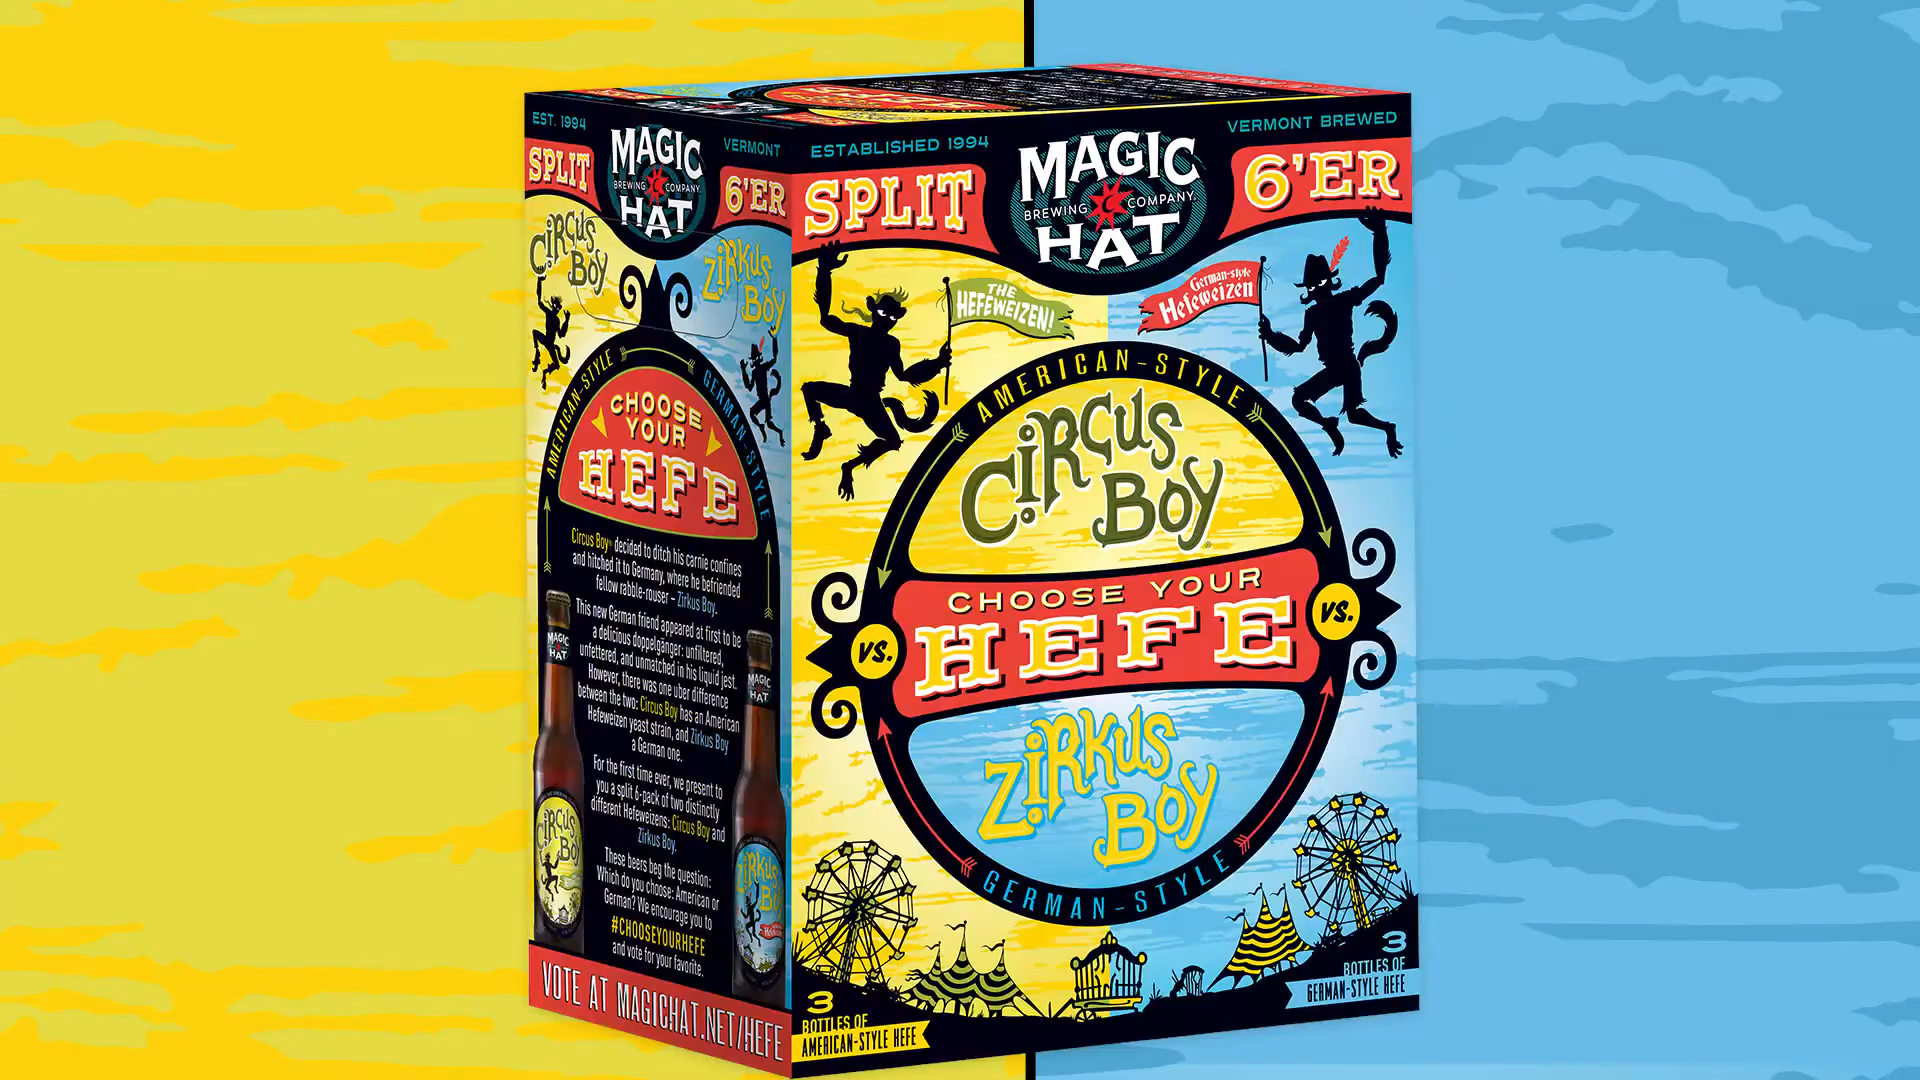 EST. 1994
MAGIC
BREWING COMPANY.
HAT
VERMONT
SPLIT
6'ER
CIRCUS
BOY
ZIRKUS
BOY
AMERICAN-STYLE
GERMAN-STYLE
CHOOSE
YOUR
HEFE
Circus Boy® decided to ditch his carnie confines
and hitched it to Germany, where he befriended
fellow rabble-rouser – Zirkus Boy.
This new German friend appeared at first to be
a delicious doppelgänger: unfiltered,
unfettered, and unmatched in his liquid jest.
However, there was one uber difference
between the two: Circus Boy has an American
Hefeweizen yeast strain, and Zirkus Boy
a German one.
For the first time ever, we present to
you a split 6-pack of two distinctly
different Hefeweizens: Circus Boy and
Zirkus Boy.
These beers beg the question:
Which do you choose: American or
German? We encourage you to
#CHOOSEYOURHEFE
and vote for your favorite.
MAGIC
HAT
CIRCUS
BOY
MAGIC
HAT
VOTE AT MAGICHAT.NET/HEFE
ESTABLISHED 1994
MAGIC
BREWING COMPANY.
HAT
VERMONT BREWED
SPLIT
6'ER
THE
HEFEWEIZEN!
German-style
Hefeweizen
AMERICAN-STYLE
CIRCUS
BOY®
CHOOSE YOUR
HEFE
VS.
VS.
ZIRKUS
BOY
GERMAN-STYLE
3
BOTTLES OF
AMERICAN-STYLE HEFE
3
BOTTLES OF
GERMAN-STYLE HEFE